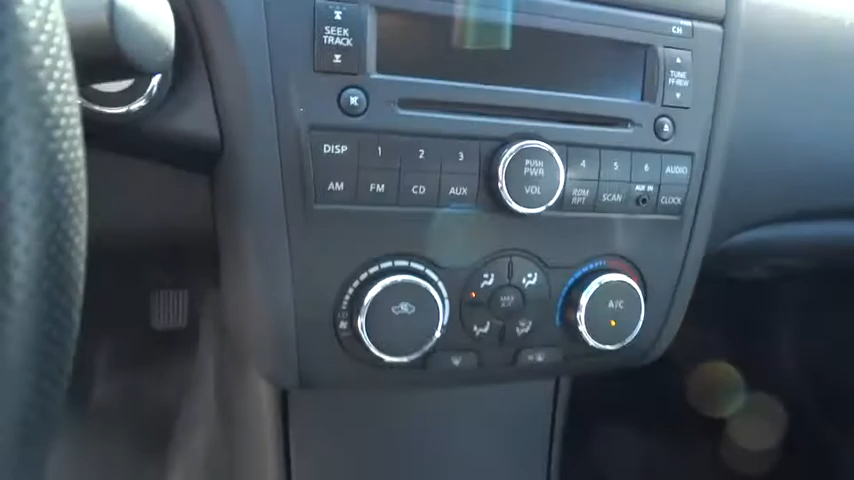 SEEK
TRACK
CH
TUNE
FF•REW
DISP
1
2
3
PUSH
PWR
VOL
4
5
6
AUDIO
AM
FM
CD
AUX
RDM
RPT
SCAN
AUX IN
CLOCK
MAX
A/C
A/C